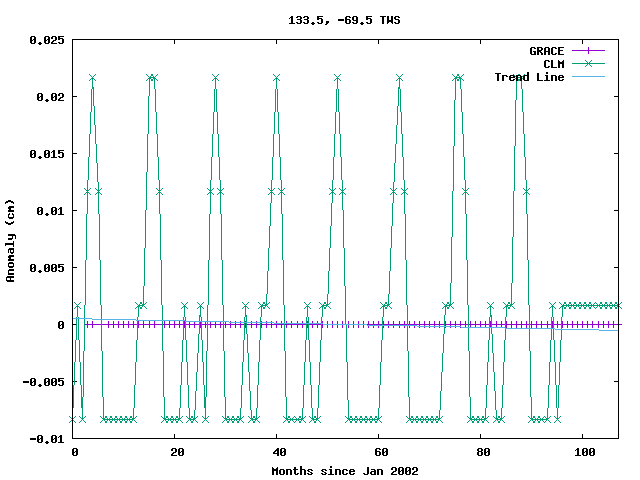 133.5, -69.5 TWS
0.025
0.02
0.015
0.01
0.005
0
-0.005
-0.01
Anomaly (cm)
GRACE
CLM
Trend Line
0 20 40 60 80 100
Months since Jan 2002